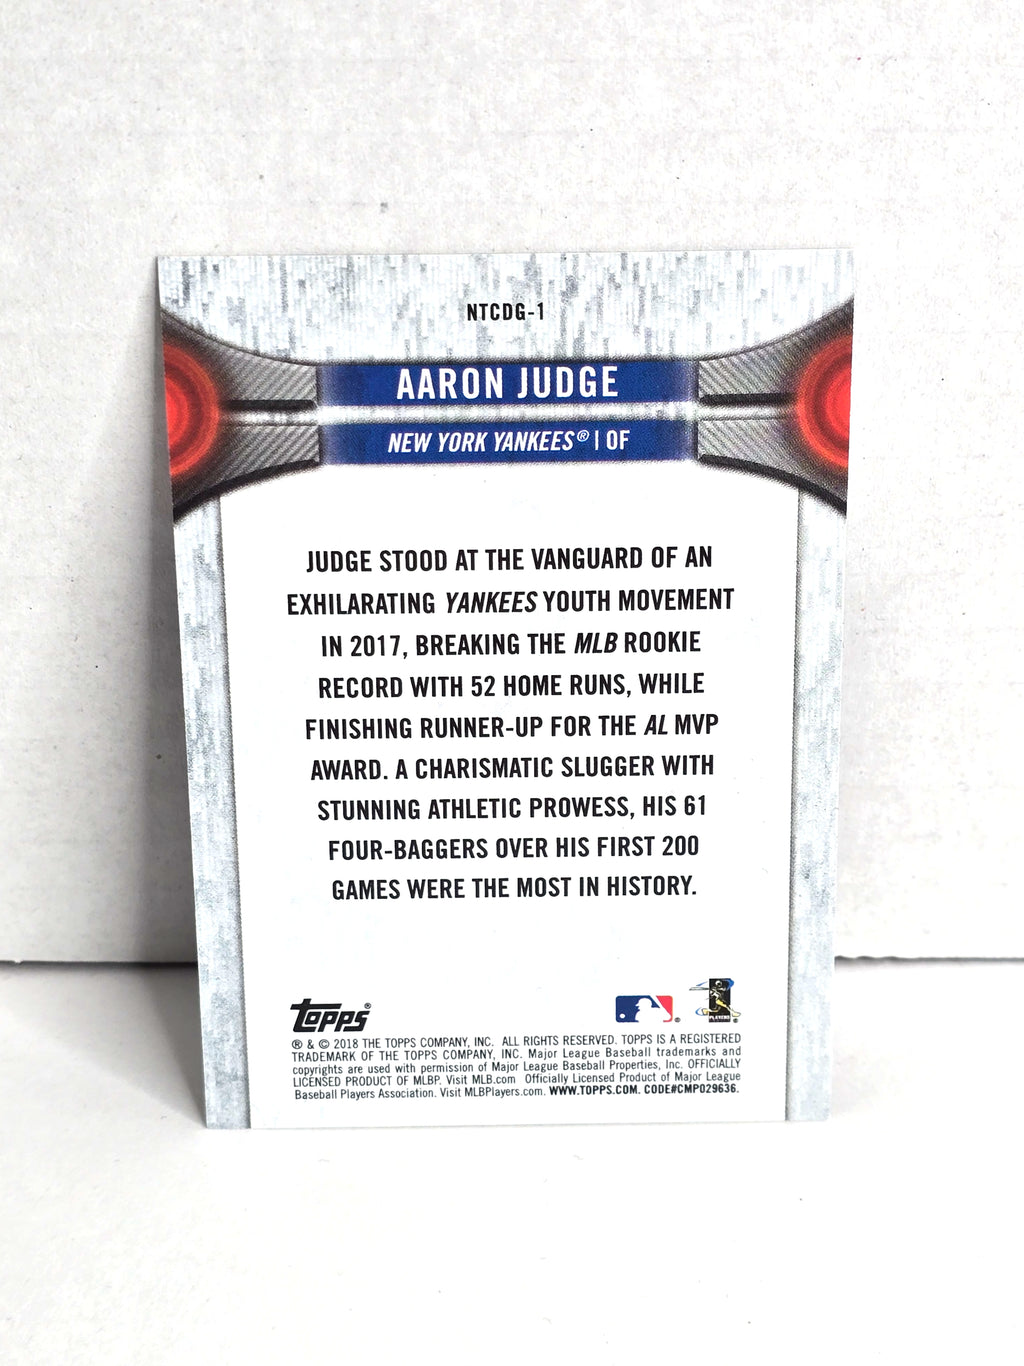 NTCDG-1
AARON JUDGE
NEW YORK YANKEES® | OF
JUDGE STOOD AT THE VANGUARD OF AN
EXHILARATING YANKEES YOUTH MOVEMENT
IN 2017, BREAKING THE MLB ROOKIE
RECORD WITH 52 HOME RUNS, WHILE
FINISHING RUNNER-UP FOR THE AL MVP
AWARD. A CHARISMATIC SLUGGER WITH
STUNNING ATHLETIC PROWESS, HIS 61
FOUR-BAGGERS OVER HIS FIRST 200
GAMES WERE THE MOST IN HISTORY.
Topps®
PLAYERS
® & © 2018 THE TOPPS COMPANY, INC. ALL RIGHTS RESERVED. TOPPS IS A REGISTERED
TRADEMARK OF THE TOPPS COMPANY, INC. Major League Baseball trademarks and
copyrights are used with permission of Major League Baseball Properties, Inc. OFFICIALLY
LICENSED PRODUCT OF MLBP. Visit MLB.com Officially Licensed Product of Major League
Baseball Players Association. Visit MLBPlayers.com. WWW.TOPPS.COM. CODE#CMP029636.